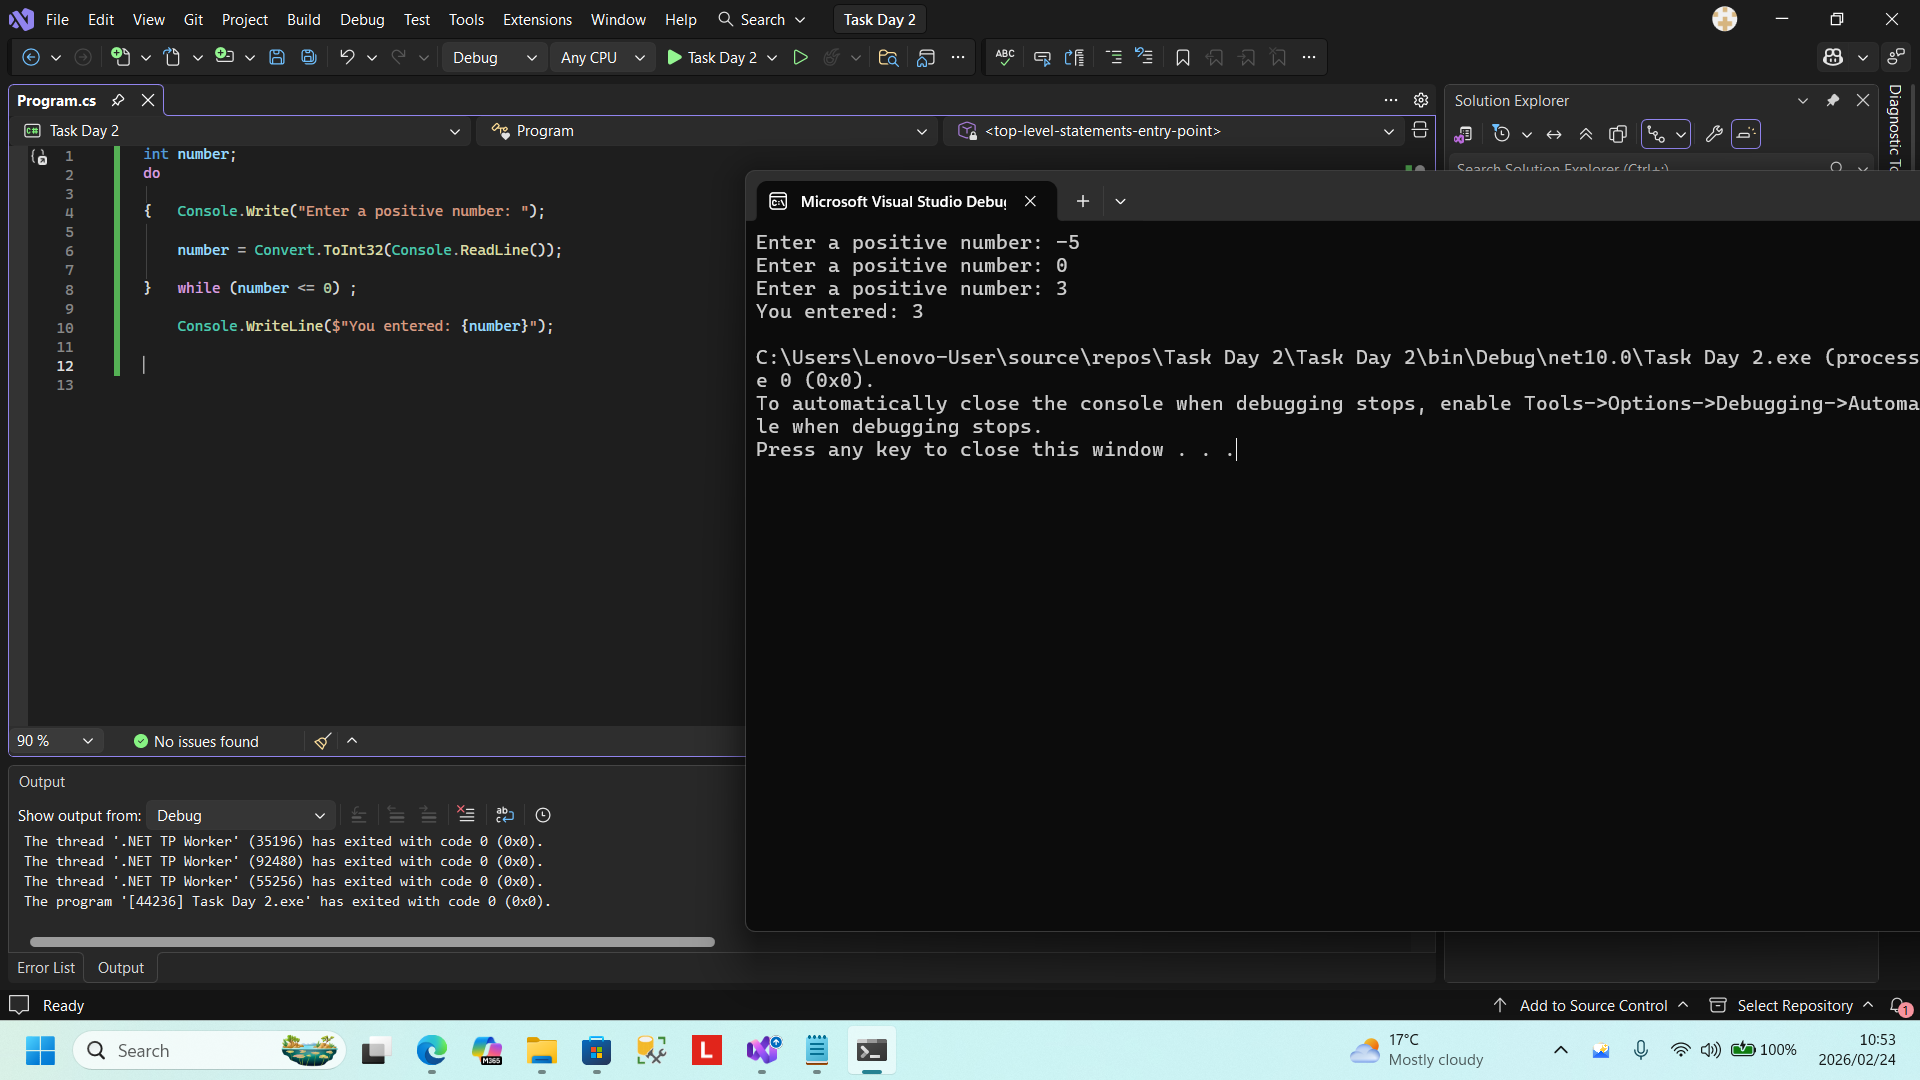 File Edit View Git Project Build Debug Test Tools Extensions Window Help Search Task Day 2
Debug Any CPU Task Day 2
Program.cs
Task Day 2 Program <top-level-statements-entry-point>
1 int number;
2 do
3
4 { Console.Write("Enter a positive number: ");
5
6 number = Convert.ToInt32(Console.ReadLine());
7
8 } while (number <= 0) ;
9
10 Console.WriteLine($"You entered: {number}");
11
12
13
90 % No issues found
Solution Explorer
Search Solution Explorer (Ctrl+;)
Diagnostic To
Microsoft Visual Studio Debug
Enter a positive number: -5
Enter a positive number: 0
Enter a positive number: 3
You entered: 3
C:\Users\Lenovo-User\source\repos\Task Day 2\Task Day 2\bin\Debug\net10.0\Task Day 2.exe (process
e 0 (0x0).
To automatically close the console when debugging stops, enable Tools->Options->Debugging->Automa
le when debugging stops.
Press any key to close this window . . .
Output
Show output from: Debug
The thread '.NET TP Worker' (35196) has exited with code 0 (0x0).
The thread '.NET TP Worker' (92480) has exited with code 0 (0x0).
The thread '.NET TP Worker' (55256) has exited with code 0 (0x0).
The program '[44236] Task Day 2.exe' has exited with code 0 (0x0).
Error List Output
Ready Add to Source Control Select Repository 1
Search M365 L
17°C
Mostly cloudy
100%
10:53
2026/02/24